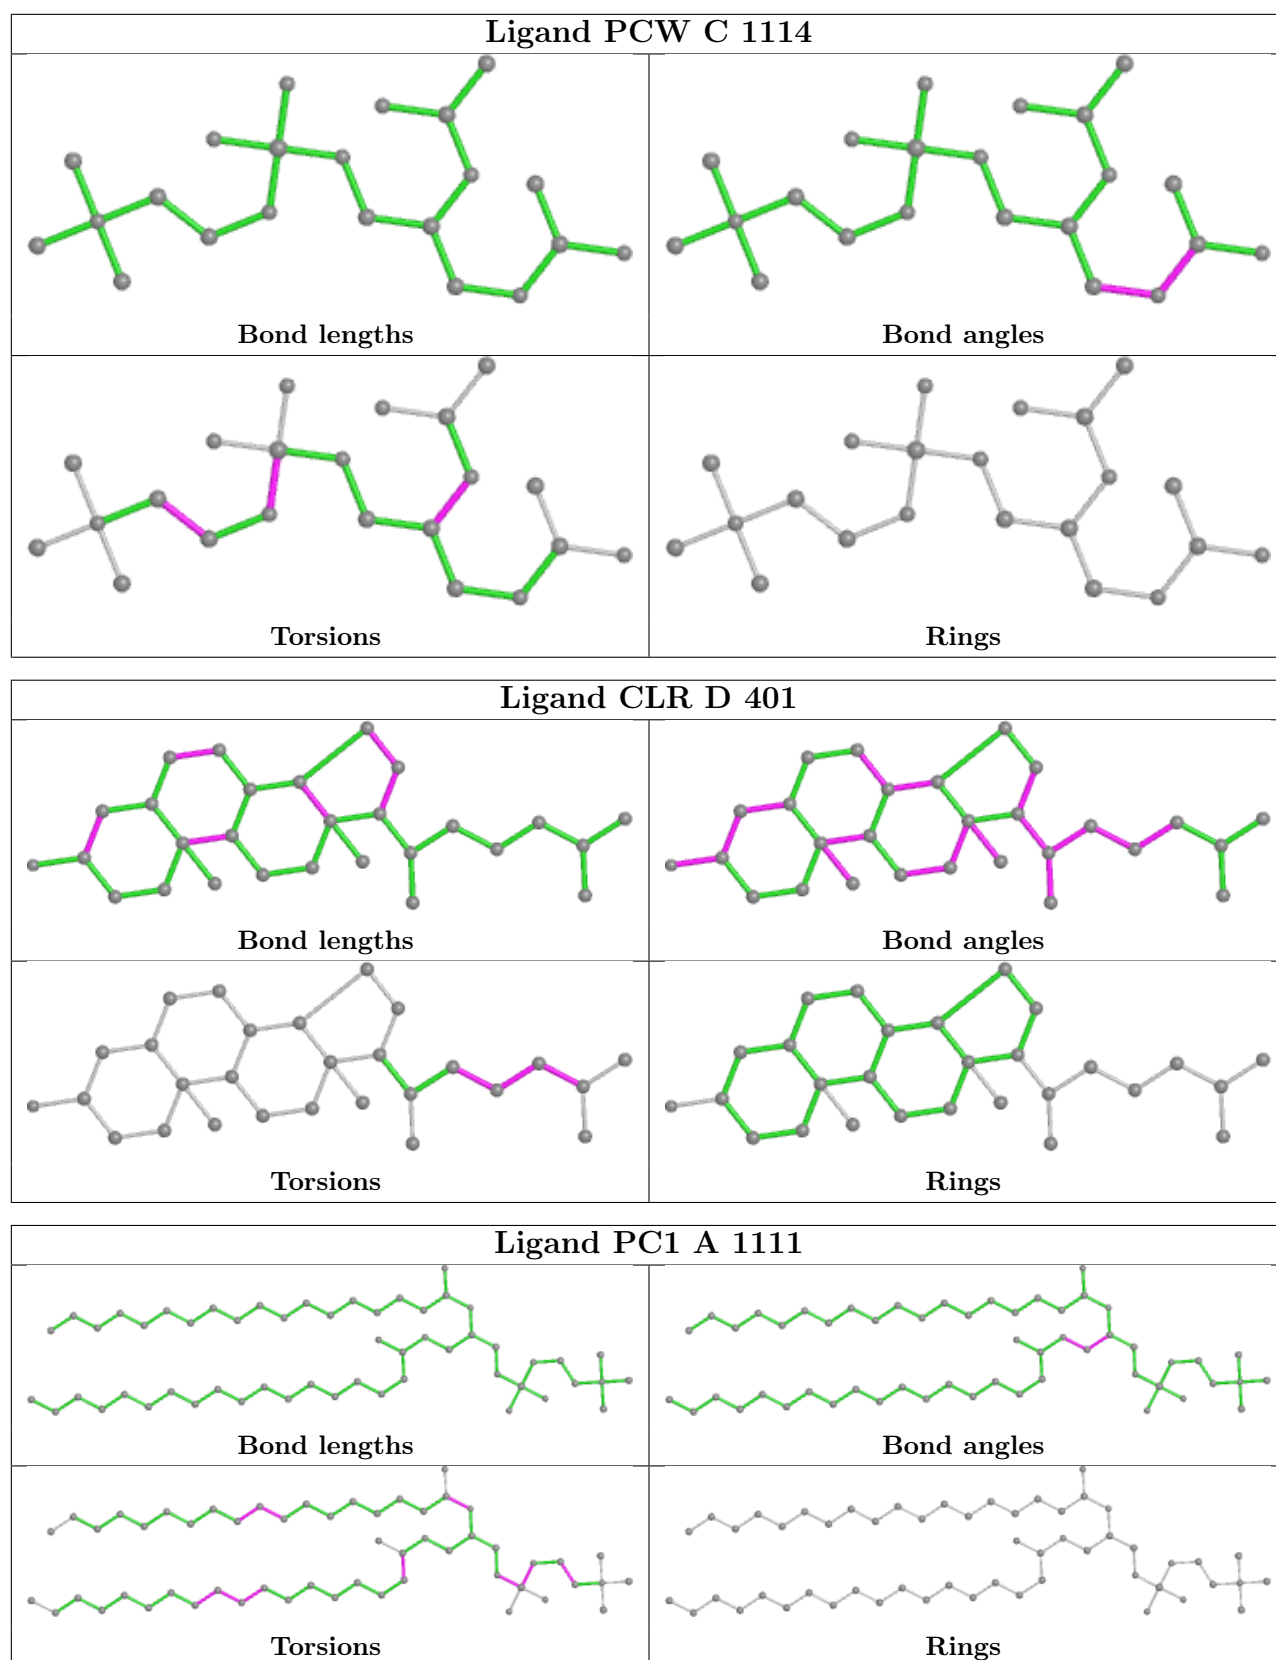 Ligand PCW C 1114
Bond lengths
Bond angles
Torsions
Rings
Ligand CLR D 401
Bond lengths
Bond angles
Torsions
Rings
Ligand PC1 A 1111
Bond lengths
Bond angles
Torsions
Rings